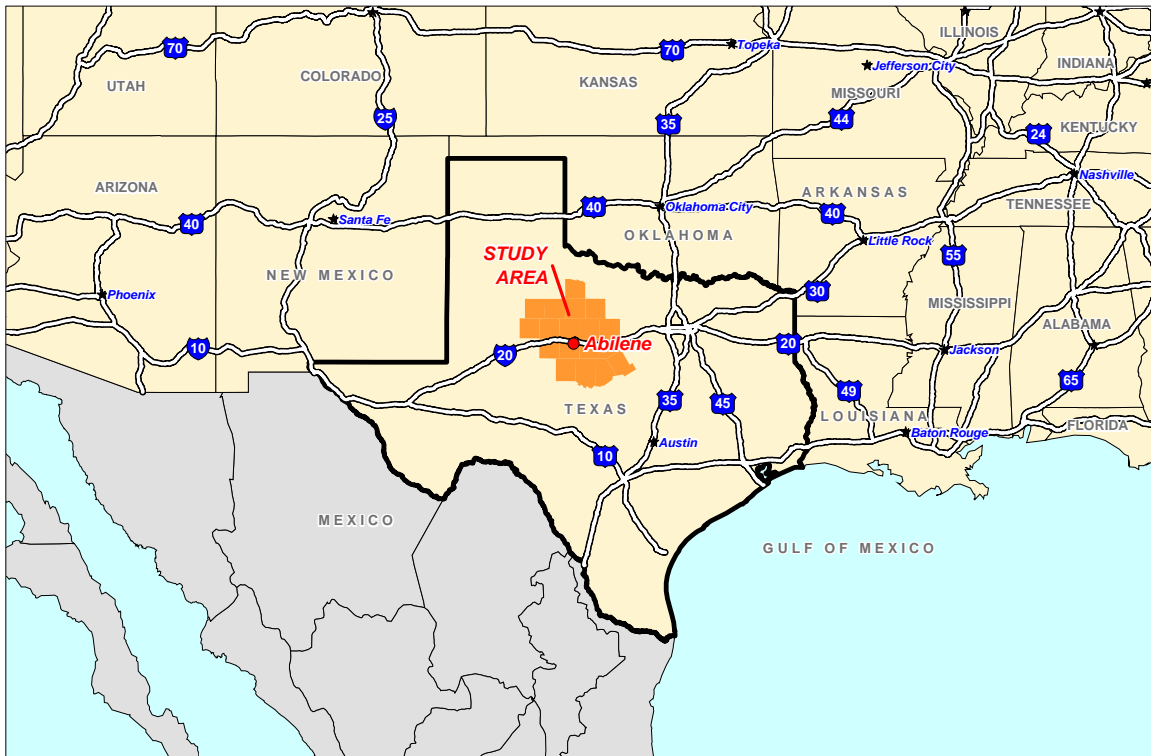 ILLINOIS
70
70
Topeka
Jefferson City
INDIANA
COLORADO
KANSAS
UTAH
MISSOURI
25
35
44
24
KENTUCKY
Nashville
ARIZONA
ARKANSAS
TENNESSEE
40
Santa Fe
40
Oklahoma City
40
OKLAHOMA
Little Rock
STUDY
AREA
55
NEW MEXICO
Phoenix
30
MISSISSIPPI
ALABAMA
10
20
Abilene
20
Jackson
65
TEXAS
35
45
49
LOUISIANA
FLORIDA
Baton Rouge
Austin
10
MEXICO
GULF OF MEXICO